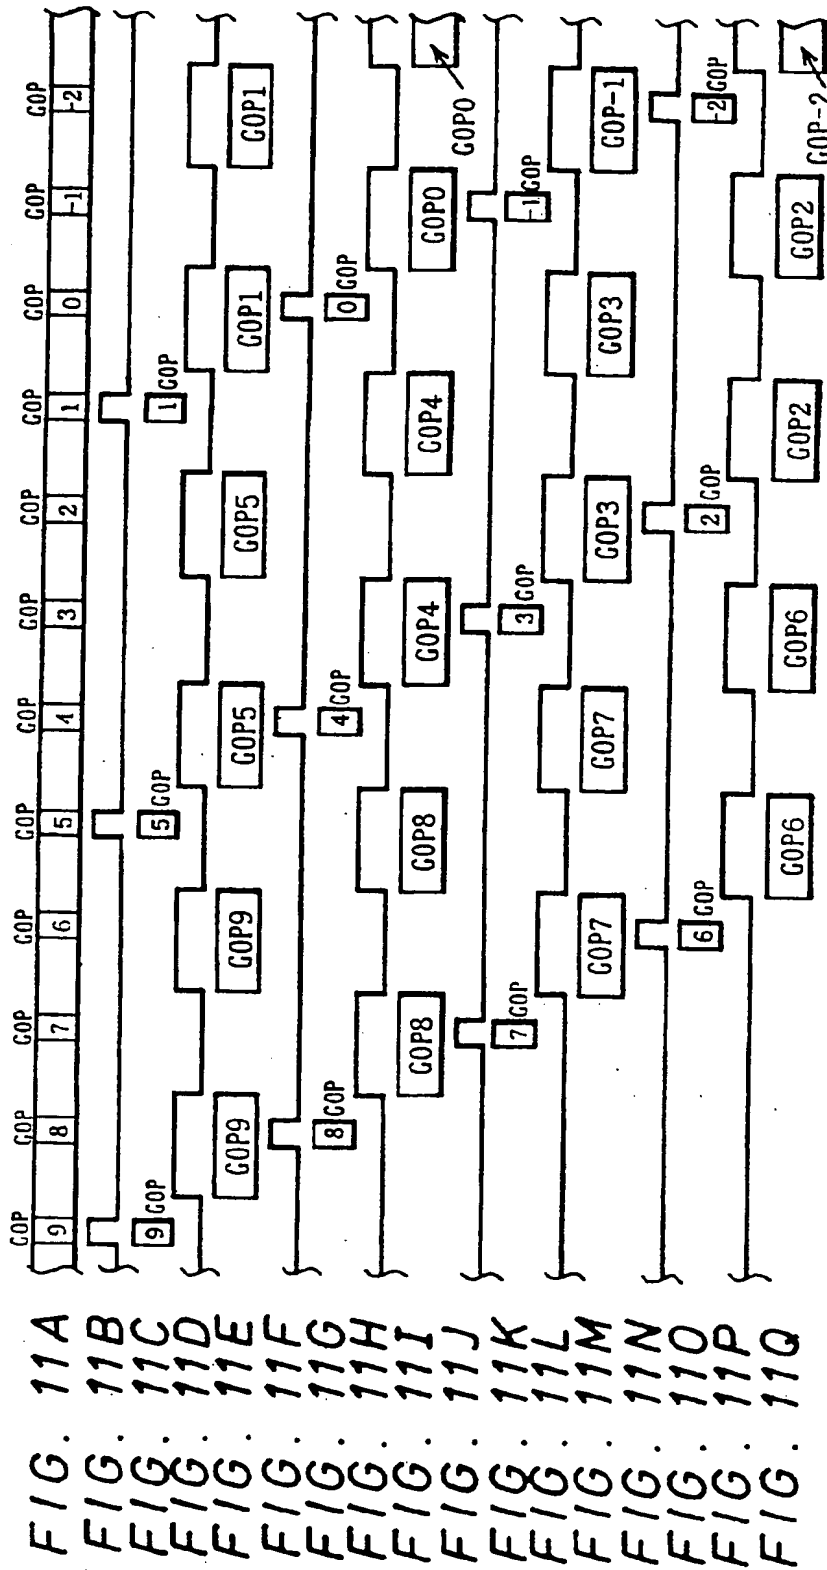 GOP GOP GOP GOP GOP GOP GOP GOP GOP GOP GOP GOP
FIG. 11A 9 8 7 6 5 4 3 2 1 0 -1 -2
FIG. 11B
FIG. 11C 9 GOP 5 GOP 1 GOP
FIG. 11D
FIG. 11E GOP9 GOP9 GOP5 GOP5 GOP1 GOP1
FIG. 11F
FIG. 11G 8 GOP 4 GOP 0 GOP
FIG. 11H
FIG. 11I GOP8 GOP8 GOP4 GOP4 GOP0
GOP0
FIG. 11J
FIG. 11K 7 GOP 3 GOP -1 GOP
FIG. 11L
FIG. 11M GOP7 GOP7 GOP3 GOP3 GOP-1
FIG. 11N
FIG. 11O 6 GOP 2 GOP -2 GOP
FIG. 11P
FIG. 11Q GOP6 GOP6 GOP2 GOP2 GOP-2